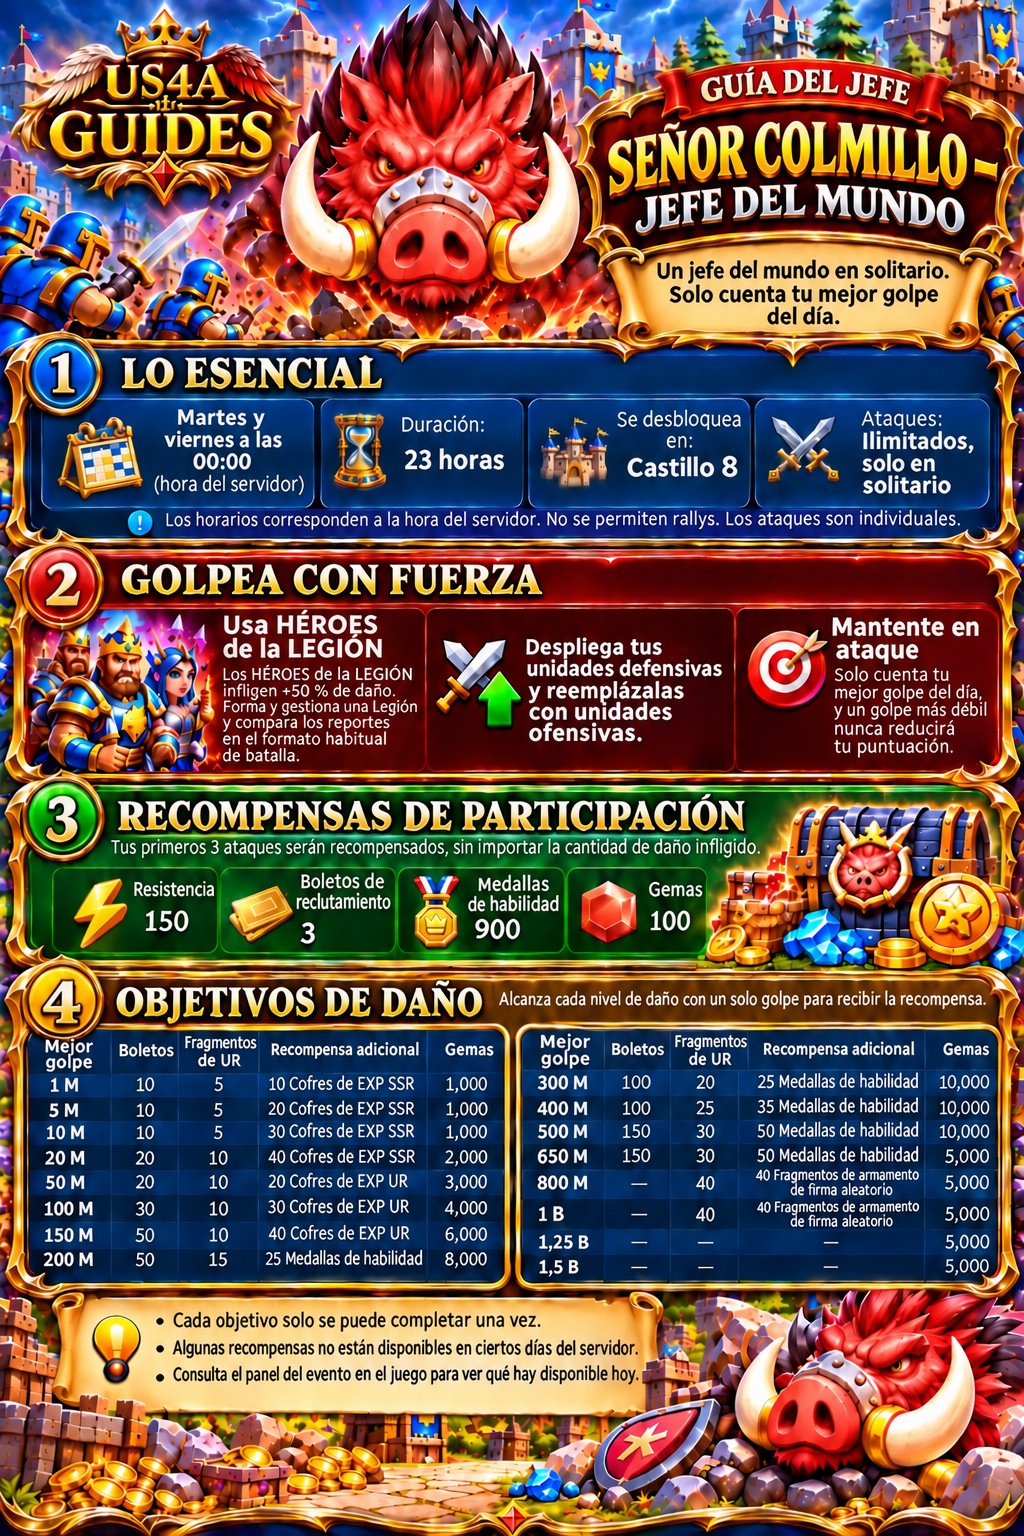 US4A
GUIDES
GUÍA DEL JEFE
SEÑOR COLMILLO –
JEFE DEL MUNDO
Un jefe del mundo en solitario.
Solo cuenta tu mejor golpe
del día.
1 LO ESENCIAL
Martes y
viernes a las
00:00
(hora del servidor)
Duración:
23 horas
Se desbloquea
en:
Castillo 8
Ataques:
Ilimitados,
solo en
solitario
! Los horarios corresponden a la hora del servidor. No se permiten rallys. Los ataques son individuales.
2 GOLPEA CON FUERZA
Usa HÉROES
de la LEGIÓN
Los HÉROES de la LEGIÓN
infligen +50 % de daño.
Forma y gestiona una Legión
y compara los reportes
en el formato habitual
de batalla.
Despliega tus
unidades defensivas
y reemplázalas
con unidades
ofensivas.
Mantente en
ataque
Solo cuenta tu
mejor golpe del día,
y un golpe más débil
nunca reducirá
tu puntuación.
3 RECOMPENSAS DE PARTICIPACIÓN
Tus primeros 3 ataques serán recompensados, sin importar la cantidad de daño infligido.
Resistencia
150
Boletos de
reclutamiento
3
Medallas
de habilidad
900
Gemas
100
4 OBJETIVOS DE DAÑO
Alcanza cada nivel de daño con un solo golpe para recibir la recompensa.
Mejor golpe Boletos Fragmentos de UR Recompensa adicional Gemas
1 M 10 5 10 Cofres de EXP SSR 1,000
5 M 10 5 20 Cofres de EXP SSR 1,000
10 M 10 5 30 Cofres de EXP SSR 1,000
20 M 20 10 40 Cofres de EXP SSR 2,000
50 M 20 10 20 Cofres de EXP UR 3,000
100 M 30 10 30 Cofres de EXP UR 4,000
150 M 50 10 40 Cofres de EXP UR 6,000
200 M 50 15 25 Medallas de habilidad 8,000
Mejor golpe Boletos Fragmentos de UR Recompensa adicional Gemas
300 M 100 20 25 Medallas de habilidad 10,000
400 M 100 25 35 Medallas de habilidad 10,000
500 M 150 30 50 Medallas de habilidad 10,000
650 M 150 30 50 Medallas de habilidad 5,000
800 M — 40 40 Fragmentos de armamento de firma aleatorio 5,000
1 B — 40 40 Fragmentos de armamento de firma aleatorio 5,000
1,25 B — — — 5,000
1,5 B — — — 5,000
• Cada objetivo solo se puede completar una vez.
• Algunas recompensas no están disponibles en ciertos días del servidor.
• Consulta el panel del evento en el juego para ver qué hay disponible hoy.